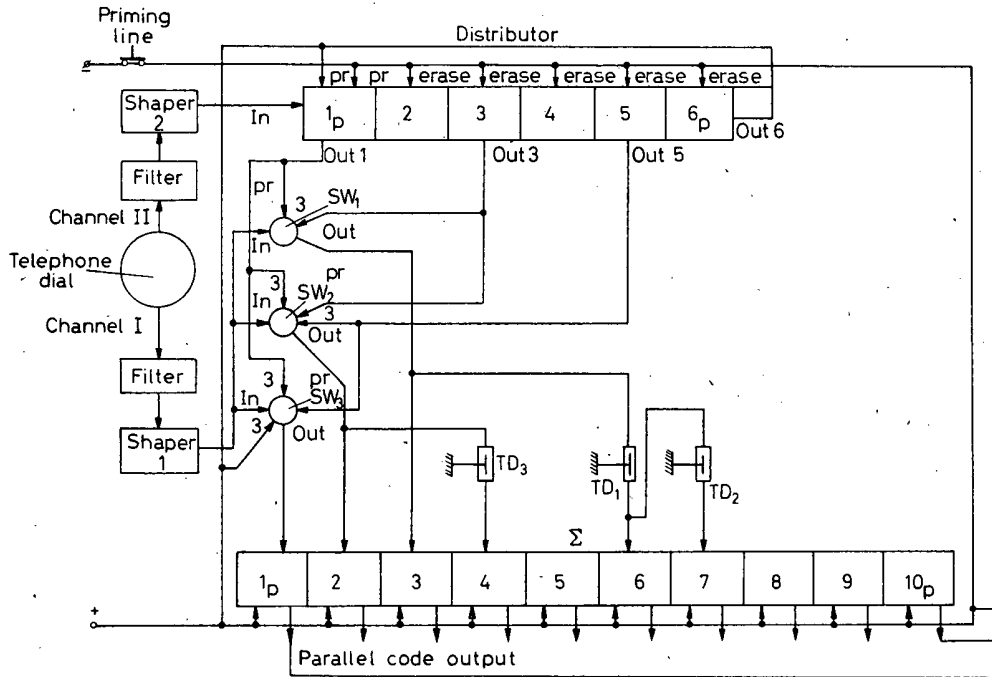 Priming
line
Distributor
pr pr erase erase erase erase erase
Shaper
2
In
1p 2 3 4 5 6p
Out 6
Out 1 Out 3 Out 5
Filter
pr
3 SW1
Channel II
In Out
Telephone
dial
pr
3
In SW2
3
Channel I
Out
Filter
3 pr
In SW3
3 Out
Shaper
1
TD3 TD1 TD2
Σ
1p 2 3 4 5 6 7 8 9 10p
+
Parallel code output